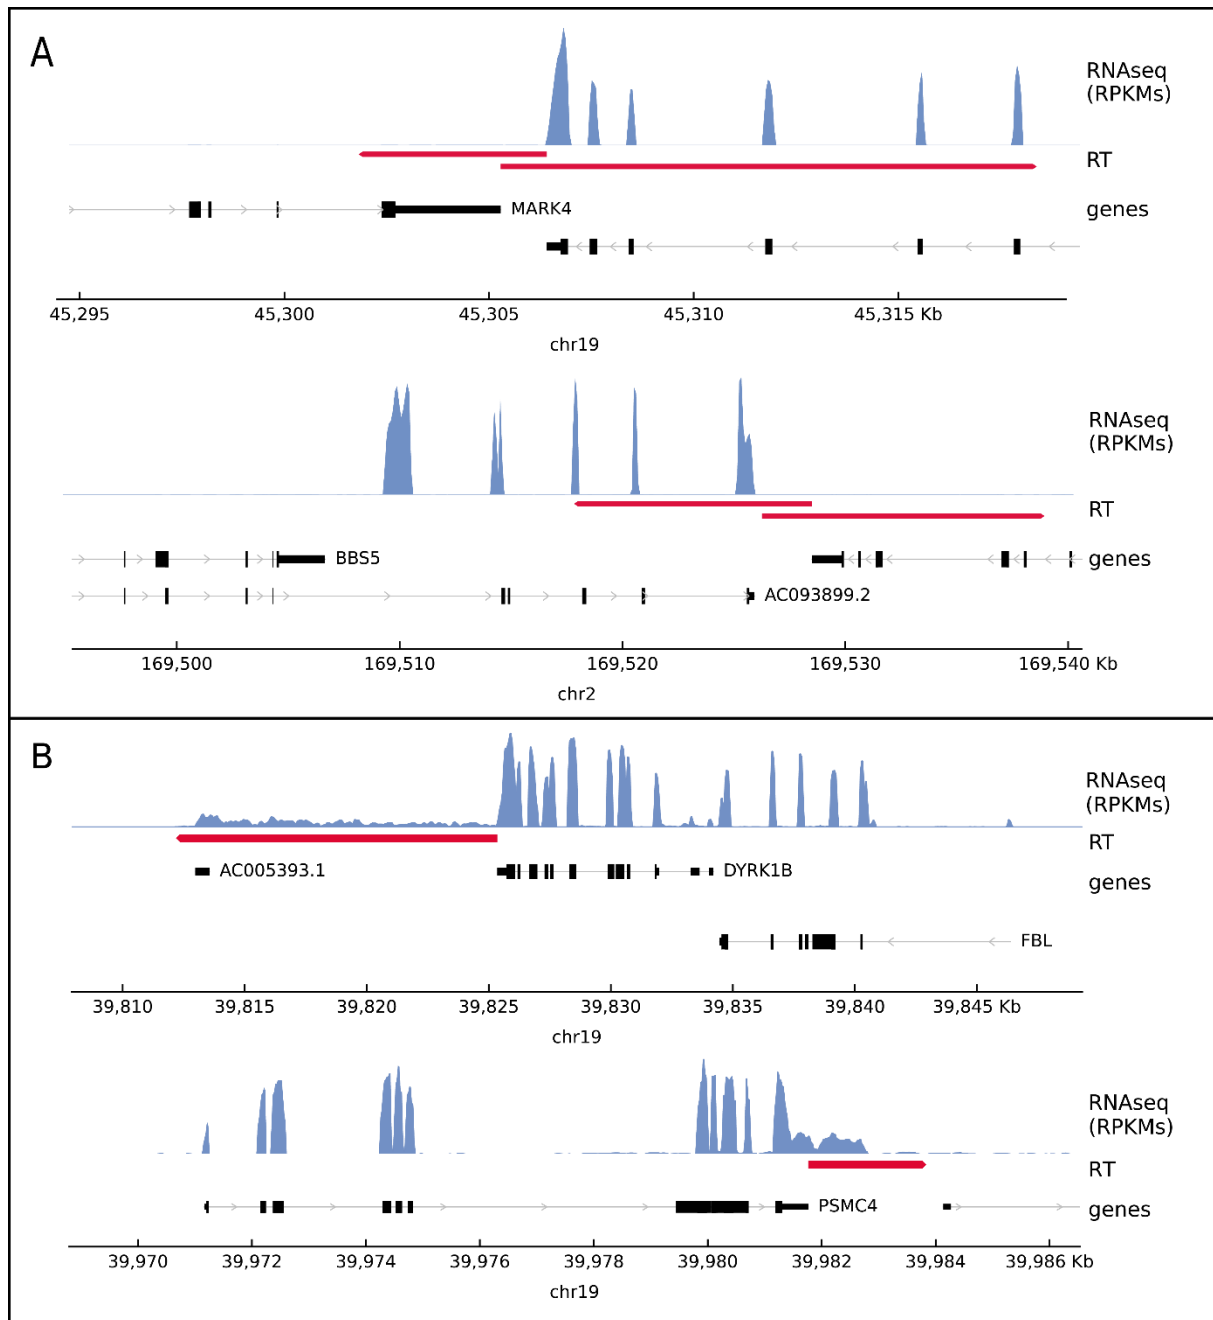 A
RNAseq
(RPKMs)
RT
MARK4
genes
45,295 45,300 45,305 45,310 45,315 Kb
chr19
RNAseq
(RPKMs)
RT
BBS5
genes
AC093899.2
169,500 169,510 169,520 169,530 169,540 Kb
chr2
B
RNAseq
(RPKMs)
RT
AC005393.1 DYRK1B
genes
FBL
39,810 39,815 39,820 39,825 39,830 39,835 39,840 39,845 Kb
chr19
RNAseq
(RPKMs)
RT
PSMC4 genes
39,970 39,972 39,974 39,976 39,978 39,980 39,982 39,984 39,986 Kb
chr19